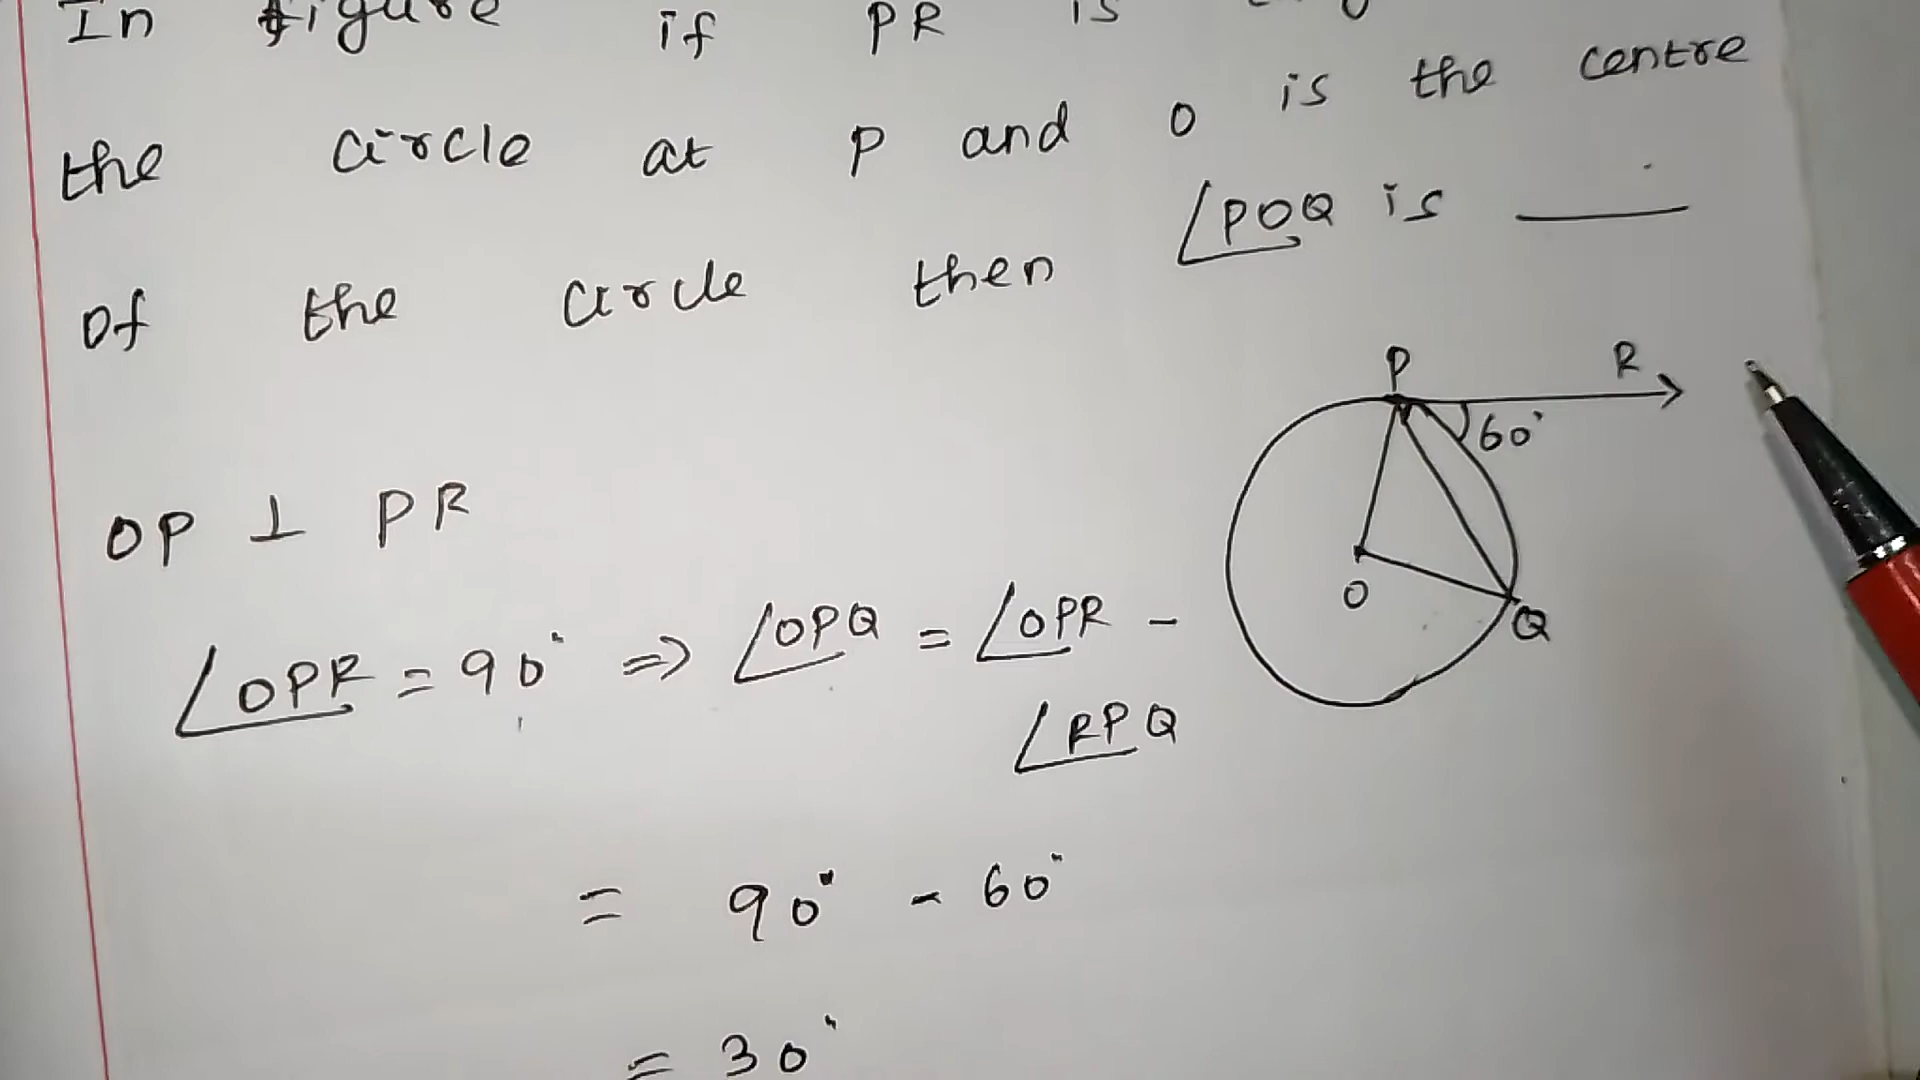 In figure if PR is
the circle at P and O is the centre
of the circle then ∠POQ is ____
P
R
60°
O
Q
OP ⊥ PR
∠OPR = 90° => ∠OPQ = ∠OPR -
∠RPQ
= 90° - 60°
= 30°